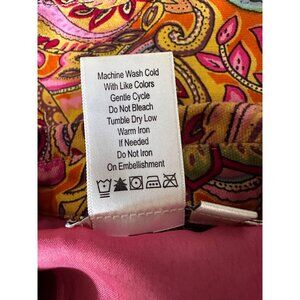 Machine Wash Cold
With Like Colors
Gentle Cycle
Do Not Bleach
Tumble Dry Low
Warm Iron
If Needed
Do Not Iron
On Embellishment